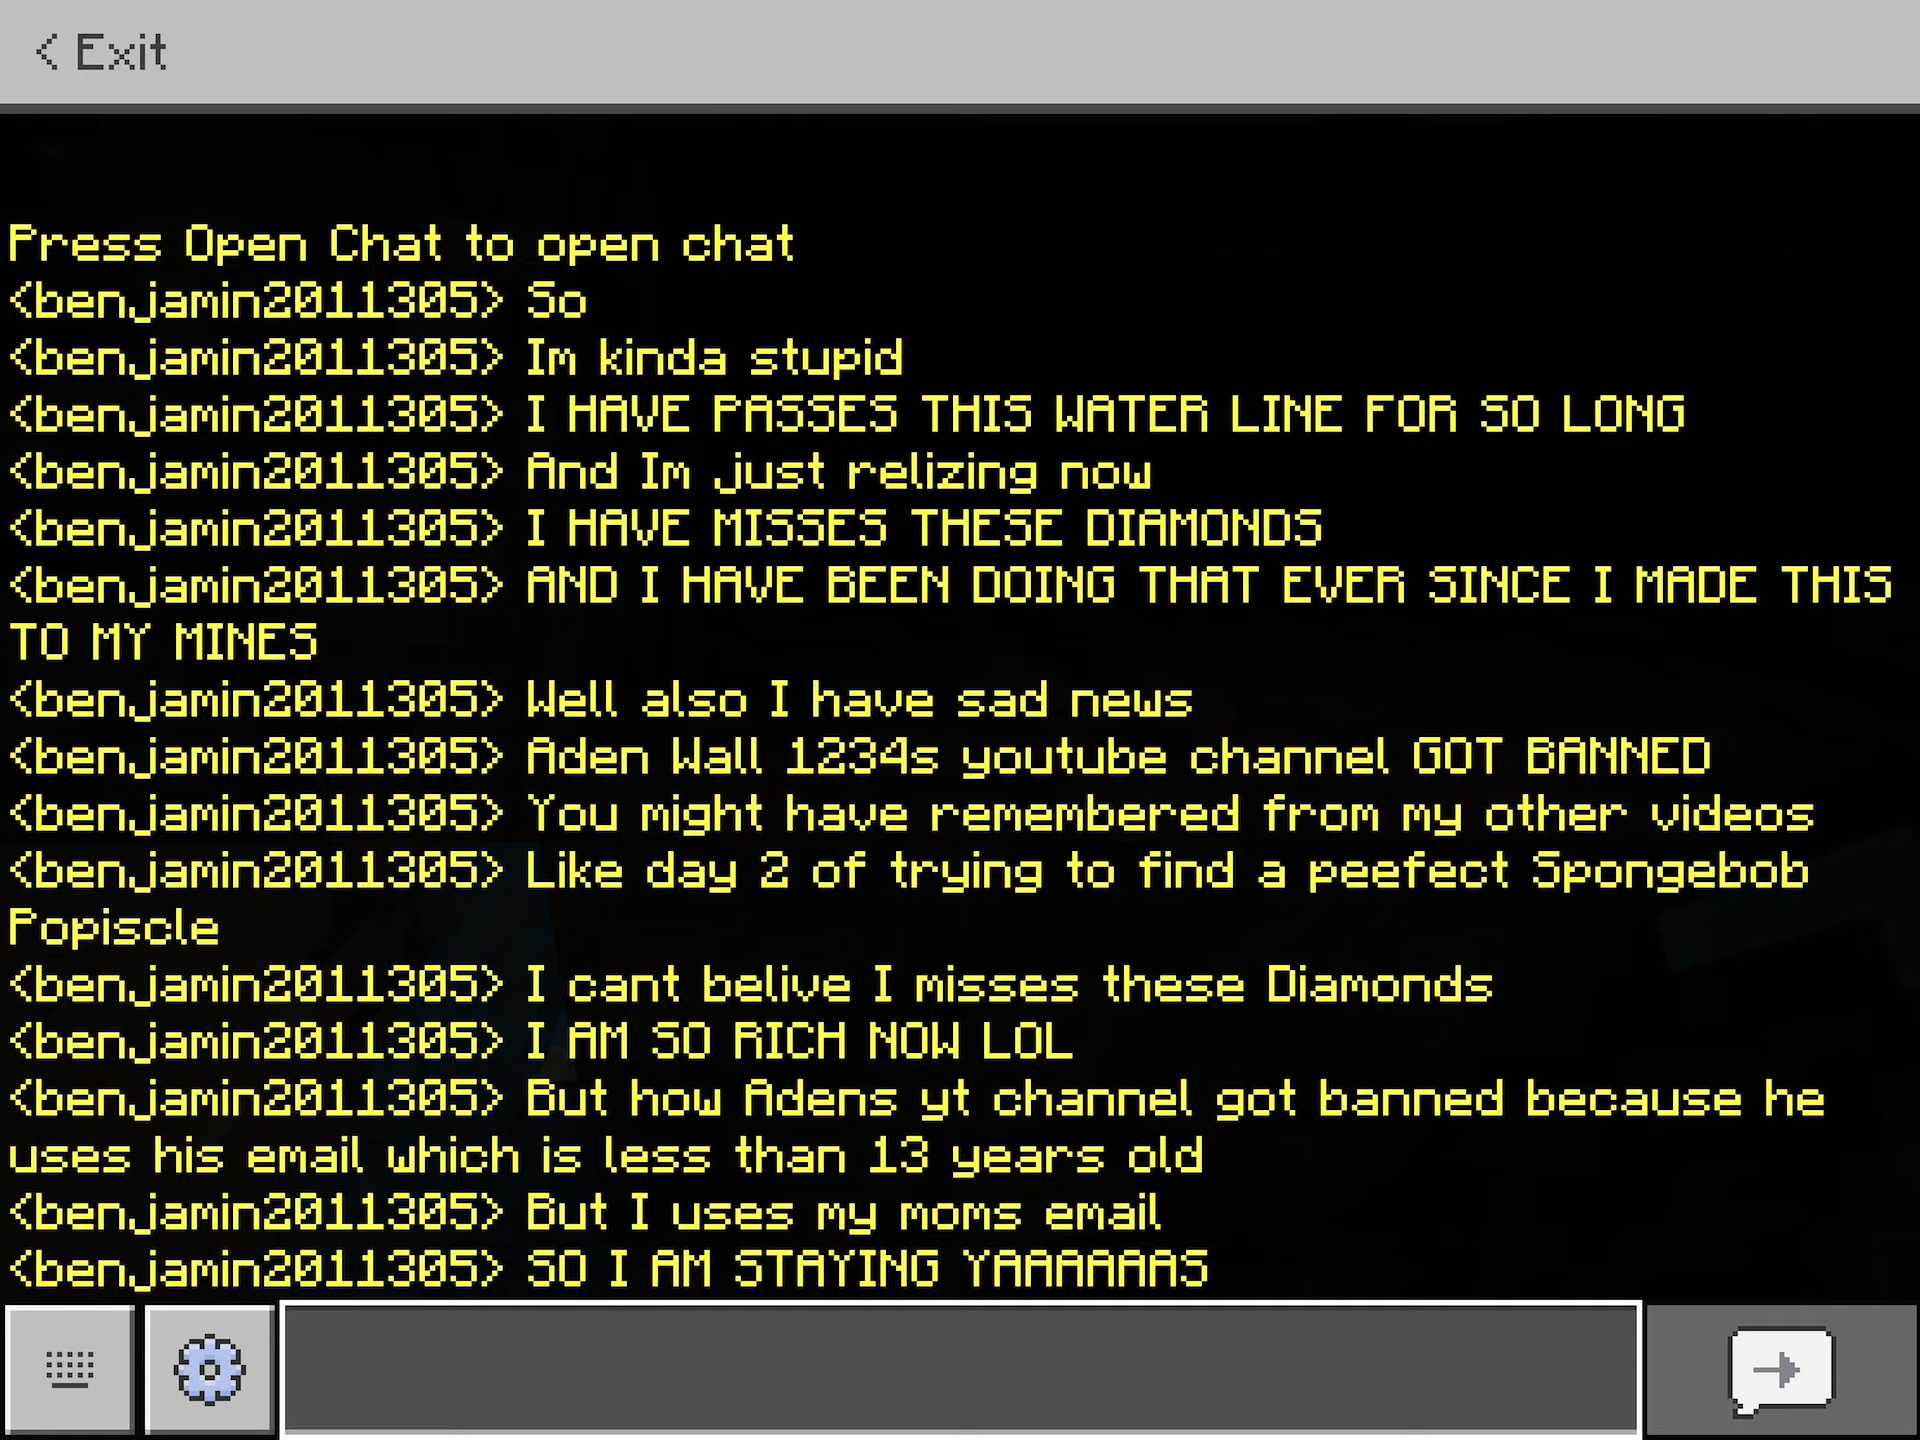 < Exit
Press Open Chat to open chat
<benjamin2011305> So
<benjamin2011305> Im kinda stupid
<benjamin2011305> I HAVE PASSES THIS WATER LINE FOR SO LONG
<benjamin2011305> And Im just relizing now
<benjamin2011305> I HAVE MISSES THESE DIAMONDS
<benjamin2011305> AND I HAVE BEEN DOING THAT EVER SINCE I MADE THIS
TO MY MINES
<benjamin2011305> Well also I have sad news
<benjamin2011305> Aden Wall 1234s youtube channel GOT BANNED
<benjamin2011305> You might have remembered from my other videos
<benjamin2011305> Like day 2 of trying to find a peefect Spongebob
Popiscle
<benjamin2011305> I cant belive I misses these Diamonds
<benjamin2011305> I AM SO RICH NOW LOL
<benjamin2011305> But how Adens yt channel got banned because he
uses his email which is less than 13 years old
<benjamin2011305> But I uses my moms email
<benjamin2011305> SO I AM STAYING YAAAAAAS